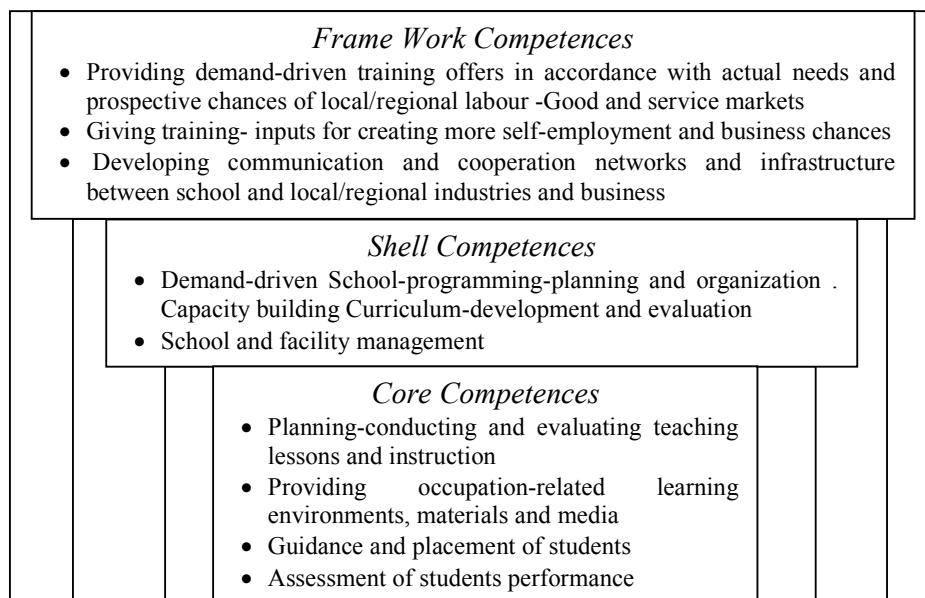 Frame Work Competences
• Providing demand-driven training offers in accordance with actual needs and
prospective chances of local/regional labour -Good and service markets
• Giving training- inputs for creating more self-employment and business chances
• Developing communication and cooperation networks and infrastructure
between school and local/regional industries and business
Shell Competences
• Demand-driven School-programming-planning and organization .
Capacity building Curriculum-development and evaluation
• School and facility management
Core Competences
• Planning-conducting and evaluating teaching
lessons and instruction
• Providing occupation-related learning
environments, materials and media
• Guidance and placement of students
• Assessment of students performance